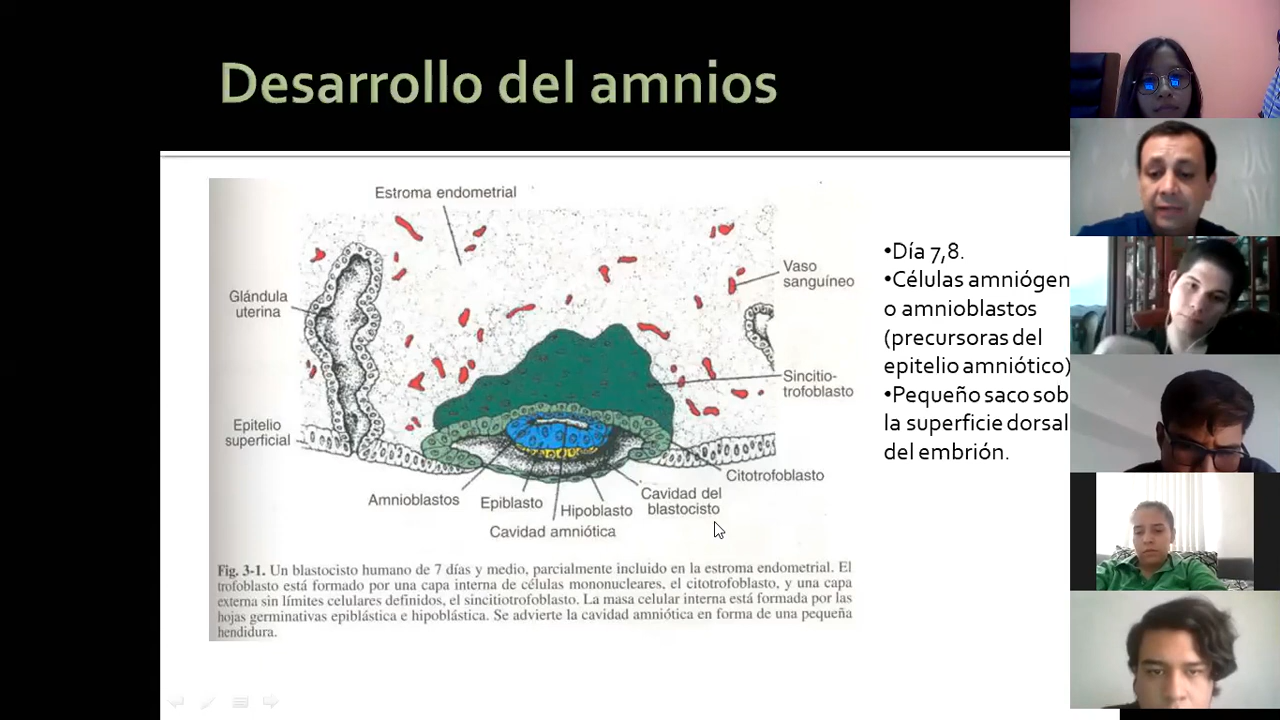 Desarrollo del amnios
Estroma endometrial
Vaso
sanguíneo
Glándula
uterina
Sincitio-
trofoblasto
Epitelio
superficial
Citotrofoblasto
Amnioblastos
Epiblasto
Hipoblasto
Cavidad del
blastocisto
Cavidad amniótica
Fig. 3-1. Un blastocisto humano de 7 días y medio, parcialmente incluido en la estroma endometrial. El
trofoblasto está formado por una capa interna de células mononucleares, el citotrofoblasto, y una capa
externa sin límites celulares definidos, el sincitiotrofoblasto. La masa celular interna está formada por las
hojas germinativas epiblástica e hipoblástica. Se advierte la cavidad amniótica en forma de una pequeña
hendidura.
•Día 7,8.
•Células amniógen
o amnioblastos
(precursoras del
epitelio amniótico)
•Pequeño saco sob
la superficie dorsal
del embrión.